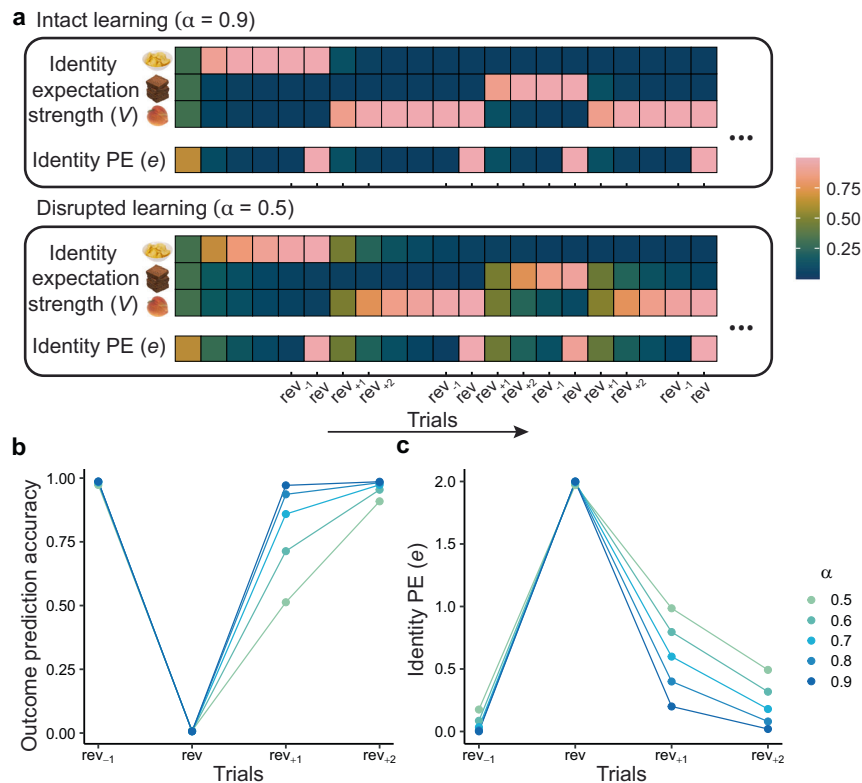 a Intact learning (α = 0.9)
Identity
expectation
strength (V)
Identity PE (e)
...
0.75
0.50
0.25
Disrupted learning (α = 0.5)
Identity
expectation
strength (V)
Identity PE (e)
...
rev₋₁ rev rev₊₁ rev₊₂ rev₋₁ rev rev₊₁ rev₊₂ rev₋₁ rev rev₊₁ rev₊₂ rev₋₁ rev
Trials
b
Outcome prediction accuracy
1.00
0.75
0.50
0.25
0.00
rev₋₁ rev rev₊₁ rev₊₂
Trials
c
Identity PE (e)
2.0
1.5
1.0
0.5
0.0
rev₋₁ rev rev₊₁ rev₊₂
Trials
α
0.5
0.6
0.7
0.8
0.9